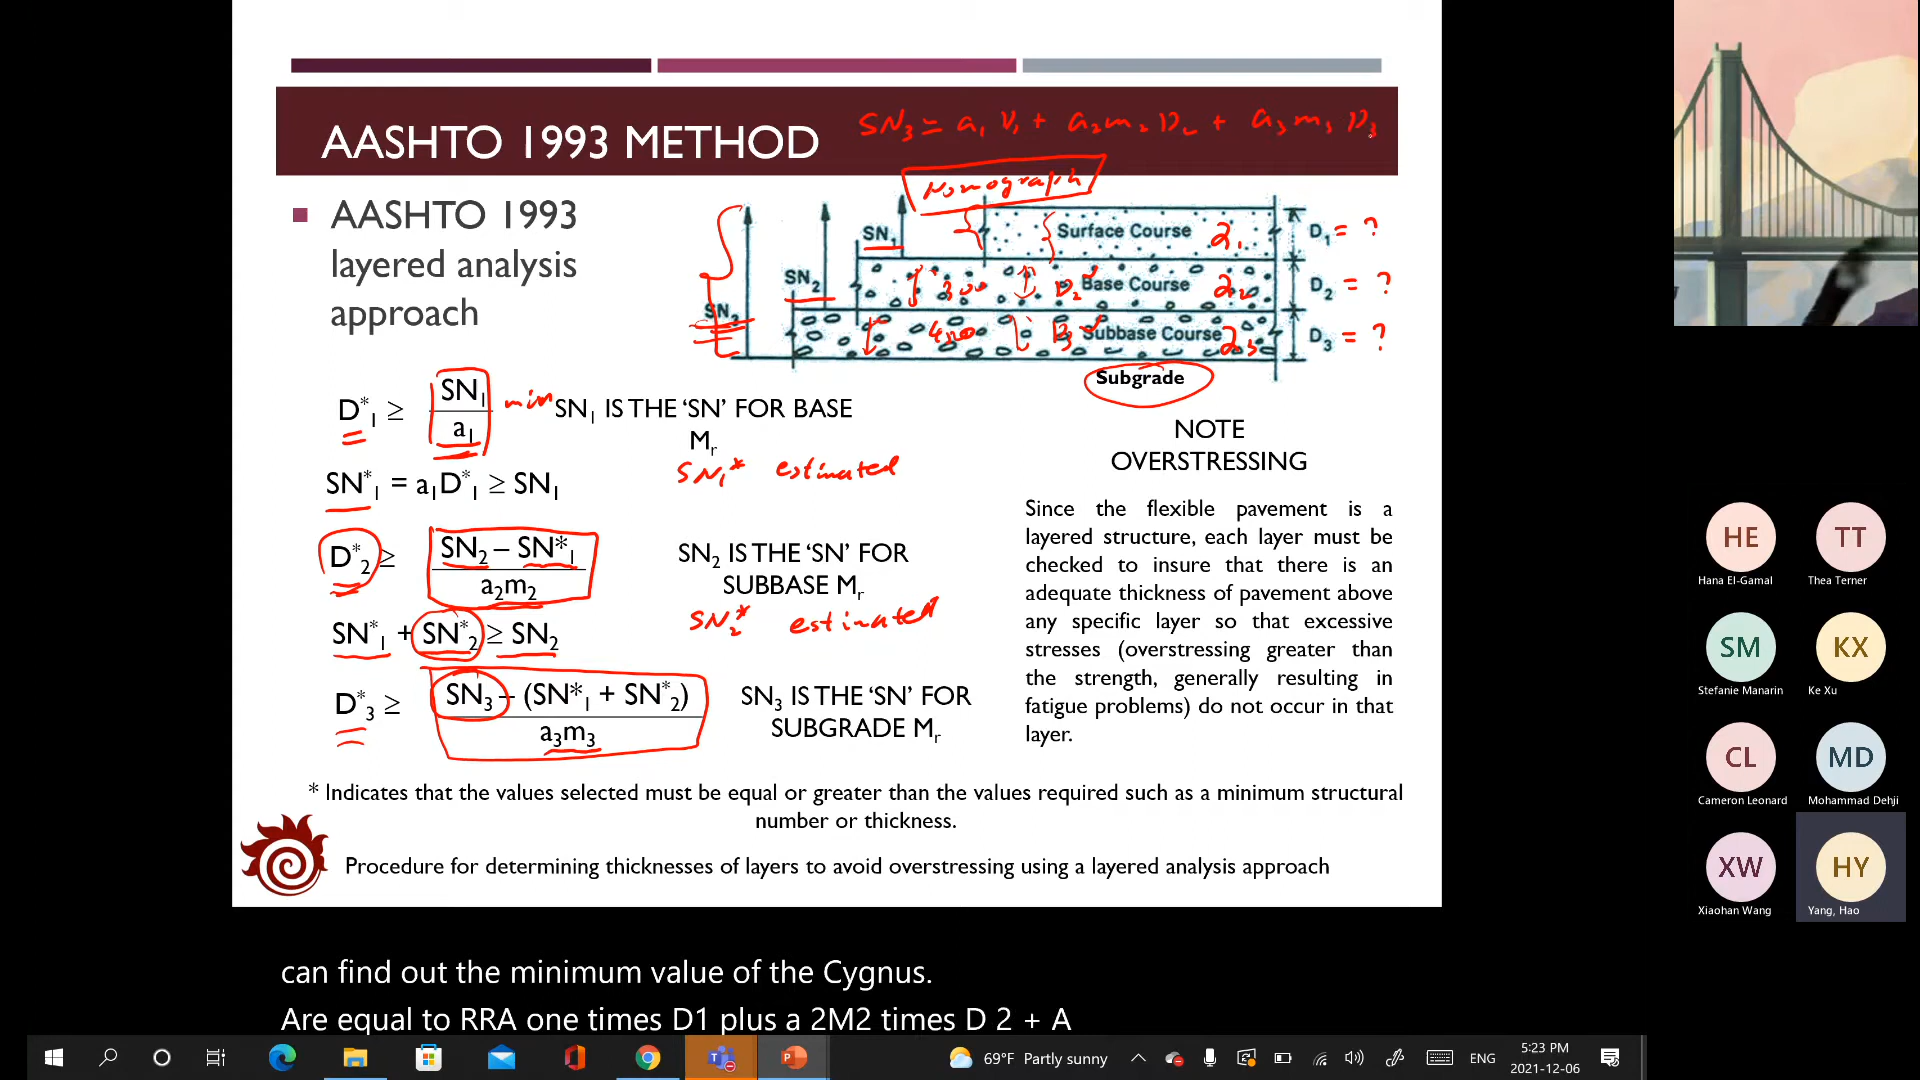 AASHTO 1993 METHOD
SN3 = a1 D1 + a2 m2 D2 + a3 m3 D3
Nomograph
AASHTO 1993
layered analysis
approach
SN1
Surface Course
D1 = ?
SN2
300
D2
Base Course
D2 = ?
SN3
400
D3
Subbase Course
D3 = ?
Subgrade
D*1 ≥ SN1 / a1
min
SN1 IS THE ‘SN’ FOR BASE
Mr
SN1* estimated
SN*1 = a1D*1 ≥ SN1
D*2 ≥ SN2 – SN*1 / a2m2
SN2 IS THE ‘SN’ FOR
SUBBASE Mr
SN2* estimated
SN*1 + SN*2 ≥ SN2
D*3 ≥ SN3 – (SN*1 + SN*2) / a3m3
SN3 IS THE ‘SN’ FOR
SUBGRADE Mr
NOTE
OVERSTRESSING
Since the flexible pavement is a
layered structure, each layer must be
checked to insure that there is an
adequate thickness of pavement above
any specific layer so that excessive
stresses (overstressing greater than
the strength, generally resulting in
fatigue problems) do not occur in that
layer.
* Indicates that the values selected must be equal or greater than the values required such as a minimum structural
number or thickness.
Procedure for determining thicknesses of layers to avoid overstressing using a layered analysis approach
HE
TT
Hana El-Gamal
Thea Terner
SM
KX
Stefanie Manarin
Ke Xu
CL
MD
Cameron Leonard
Mohammad Dehji
XW
HY
Xiaohan Wang
Yang, Hao
can find out the minimum value of the Cygnus.
Are equal to RRA one times D1 plus a 2M2 times D 2 + A
69°F Partly sunny
ENG
5:23 PM
2021-12-06